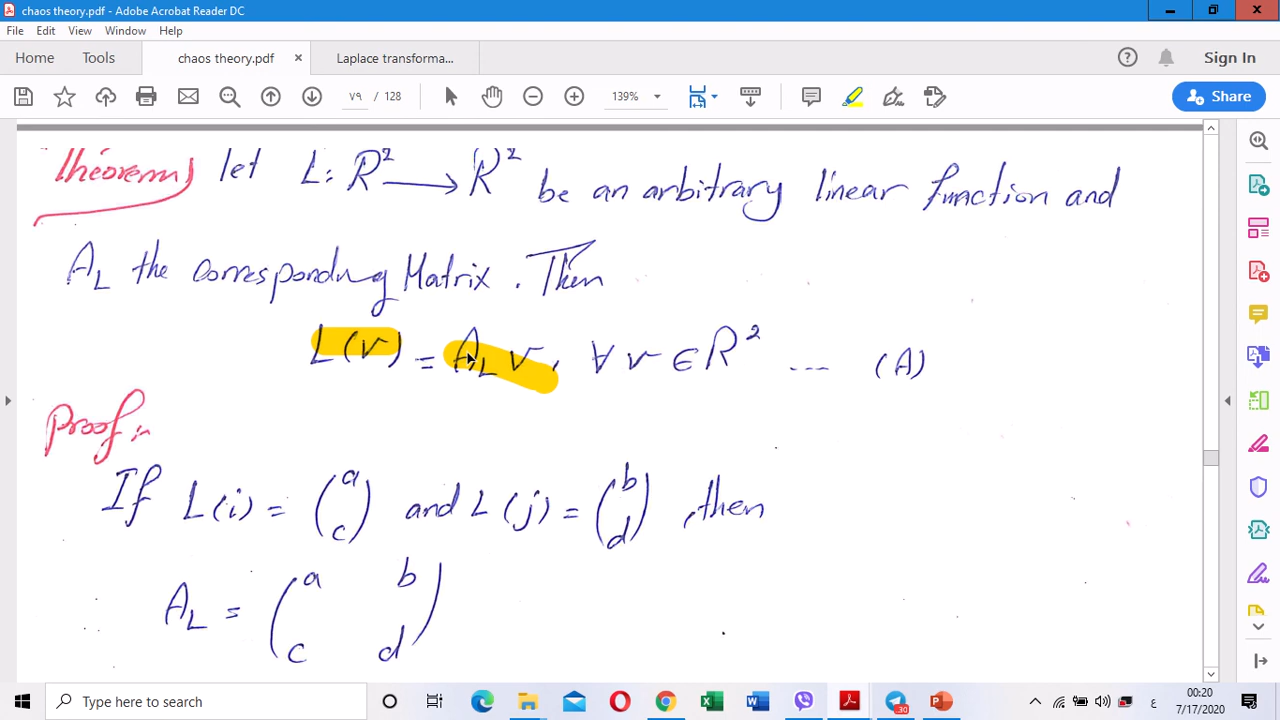 chaos theory.pdf - Adobe Acrobat Reader DC
File Edit View Window Help
Home Tools chaos theory.pdf × Laplace transforma... Sign In
٧٩ / 128 139% Share
Theorem let L: R² → R² be an arbitrary linear function and
A_L the corresponding Matrix. Then
L(v) = A_L v, ∀ v ∈ R² ... (A)
Proof:
If L(i) = (a c) and L(j) = (b d), then
A_L = (a b
c d)
Type here to search 30 ع 00:20
7/17/2020